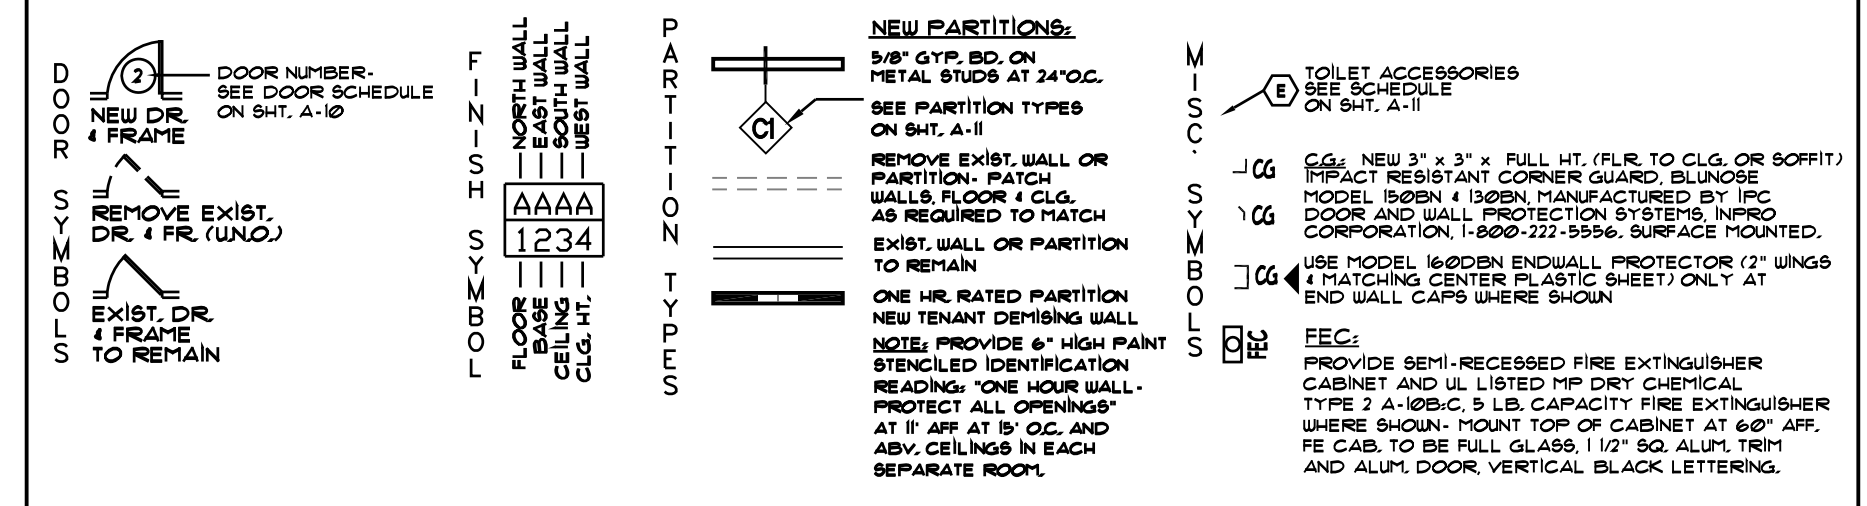 DOOR SYMBOLS
2
DOOR NUMBER-
SEE DOOR SCHEDULE
ON SHT. A-10
NEW DR.
& FRAME
REMOVE EXIST.
DR. & FR. (U.N.O.)
EXIST. DR.
& FRAME
TO REMAIN
FINISH SYMBOL
NORTH WALL
EAST WALL
SOUTH WALL
WEST WALL
AAAA
1234
FLOOR
BASE
CEILING
CLG. HT.
PARTITION TYPES
NEW PARTITIONS:
5/8" GYP. BD. ON
METAL STUDS AT 24"O.C.
C1
SEE PARTITION TYPES
ON SHT. A-11
REMOVE EXIST. WALL OR
PARTITION- PATCH
WALLS, FLOOR & CLG.
AS REQUIRED TO MATCH
EXIST. WALL OR PARTITION
TO REMAIN
ONE HR. RATED PARTITION
NEW TENANT DEMISING WALL
NOTE: PROVIDE 6" HIGH PAINT
STENCILED IDENTIFICATION
READING: "ONE HOUR WALL-
PROTECT ALL OPENINGS"
AT 11' AFF AT 15' O.C. AND
ABV. CEILINGS IN EACH
SEPARATE ROOM.
MISC. SYMBOLS
E
TOILET ACCESSORIES
SEE SCHEDULE
ON SHT. A-11
CG
CG
CG
C.G.: NEW 3" x 3" x FULL HT. (FLR. TO CLG. OR SOFFIT)
IMPACT RESISTANT CORNER GUARD, BLUNOSE
MODEL 150BN & 130BN, MANUFACTURED BY IPC
DOOR AND WALL PROTECTION SYSTEMS, INPRO
CORPORATION, 1-800-222-5556. SURFACE MOUNTED.
USE MODEL 160DBN ENDWALL PROTECTOR (2" WINGS
& MATCHING CENTER PLASTIC SHEET) ONLY AT
END WALL CAPS WHERE SHOWN
FEC
FEC:
PROVIDE SEMI-RECESSED FIRE EXTINGUISHER
CABINET AND UL LISTED MP DRY CHEMICAL
TYPE 2 A-10B:C, 5 LB. CAPACITY FIRE EXTINGUISHER
WHERE SHOWN- MOUNT TOP OF CABINET AT 60" AFF.
FE CAB. TO BE FULL GLASS, 1 1/2" SQ. ALUM. TRIM
AND ALUM. DOOR, VERTICAL BLACK LETTERING.